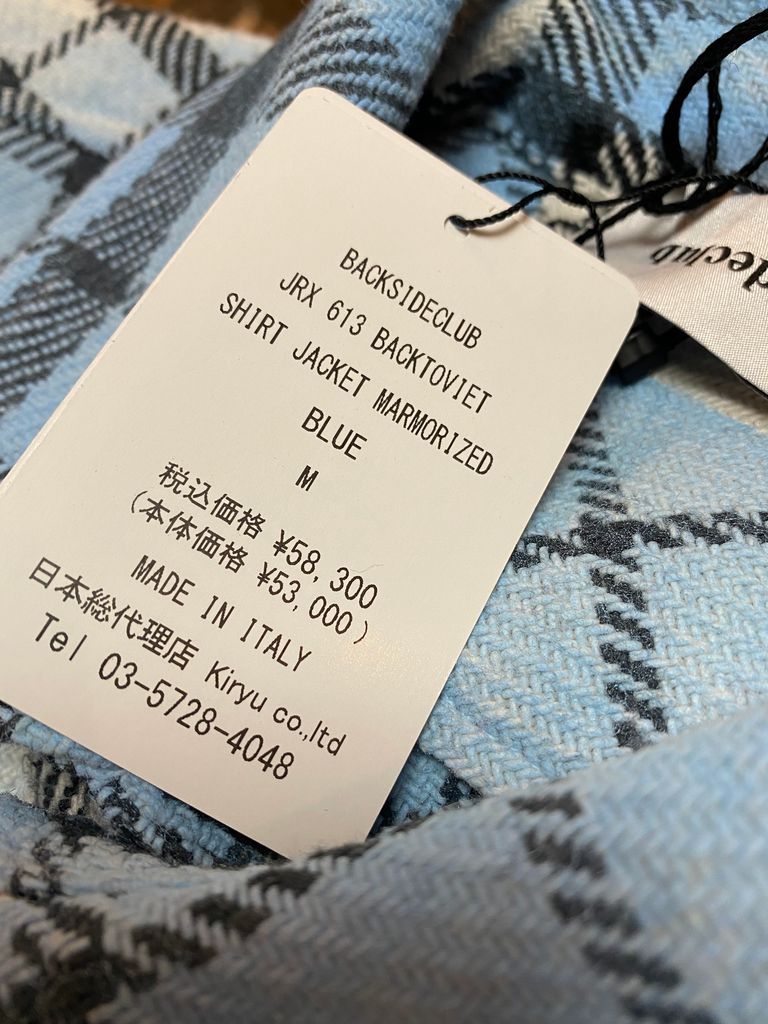 BACKSIDECLUB
JRX 613 BACKTOVIET
SHIRT JACKET MARMORIZED
BLUE
M
税込価格 ¥58,300
(本体価格 ¥53,000)
MADE IN ITALY
日本総代理店 Kiryu co.,ltd
Tel 03-5728-4048